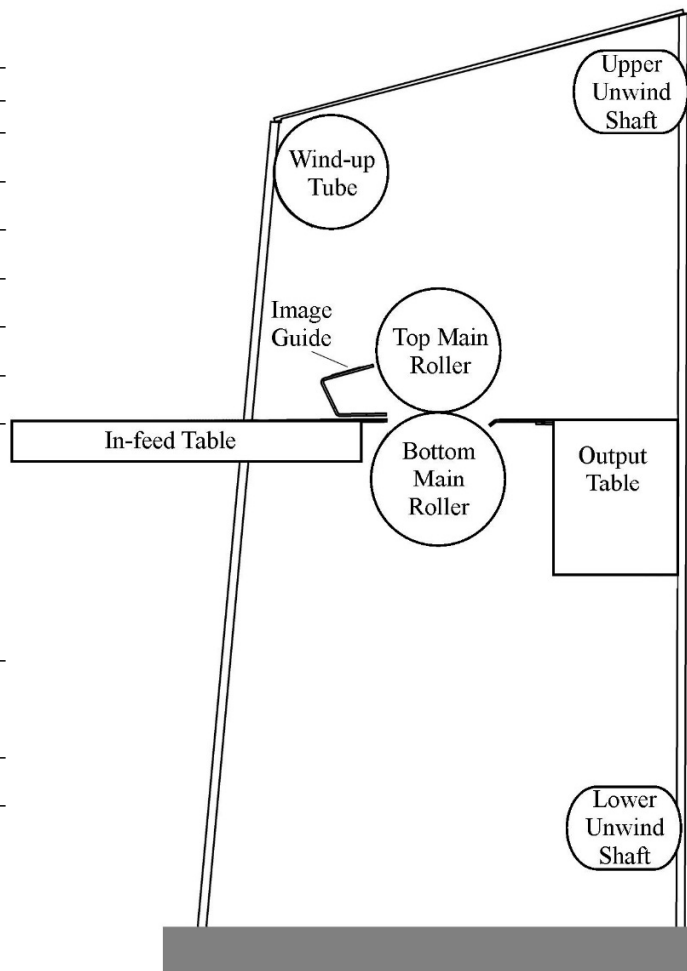 Upper
Unwind
Shaft
Wind-up
Tube
Image
Guide
Top Main
Roller
In-feed Table
Bottom
Main
Roller
Output
Table
Lower
Unwind
Shaft